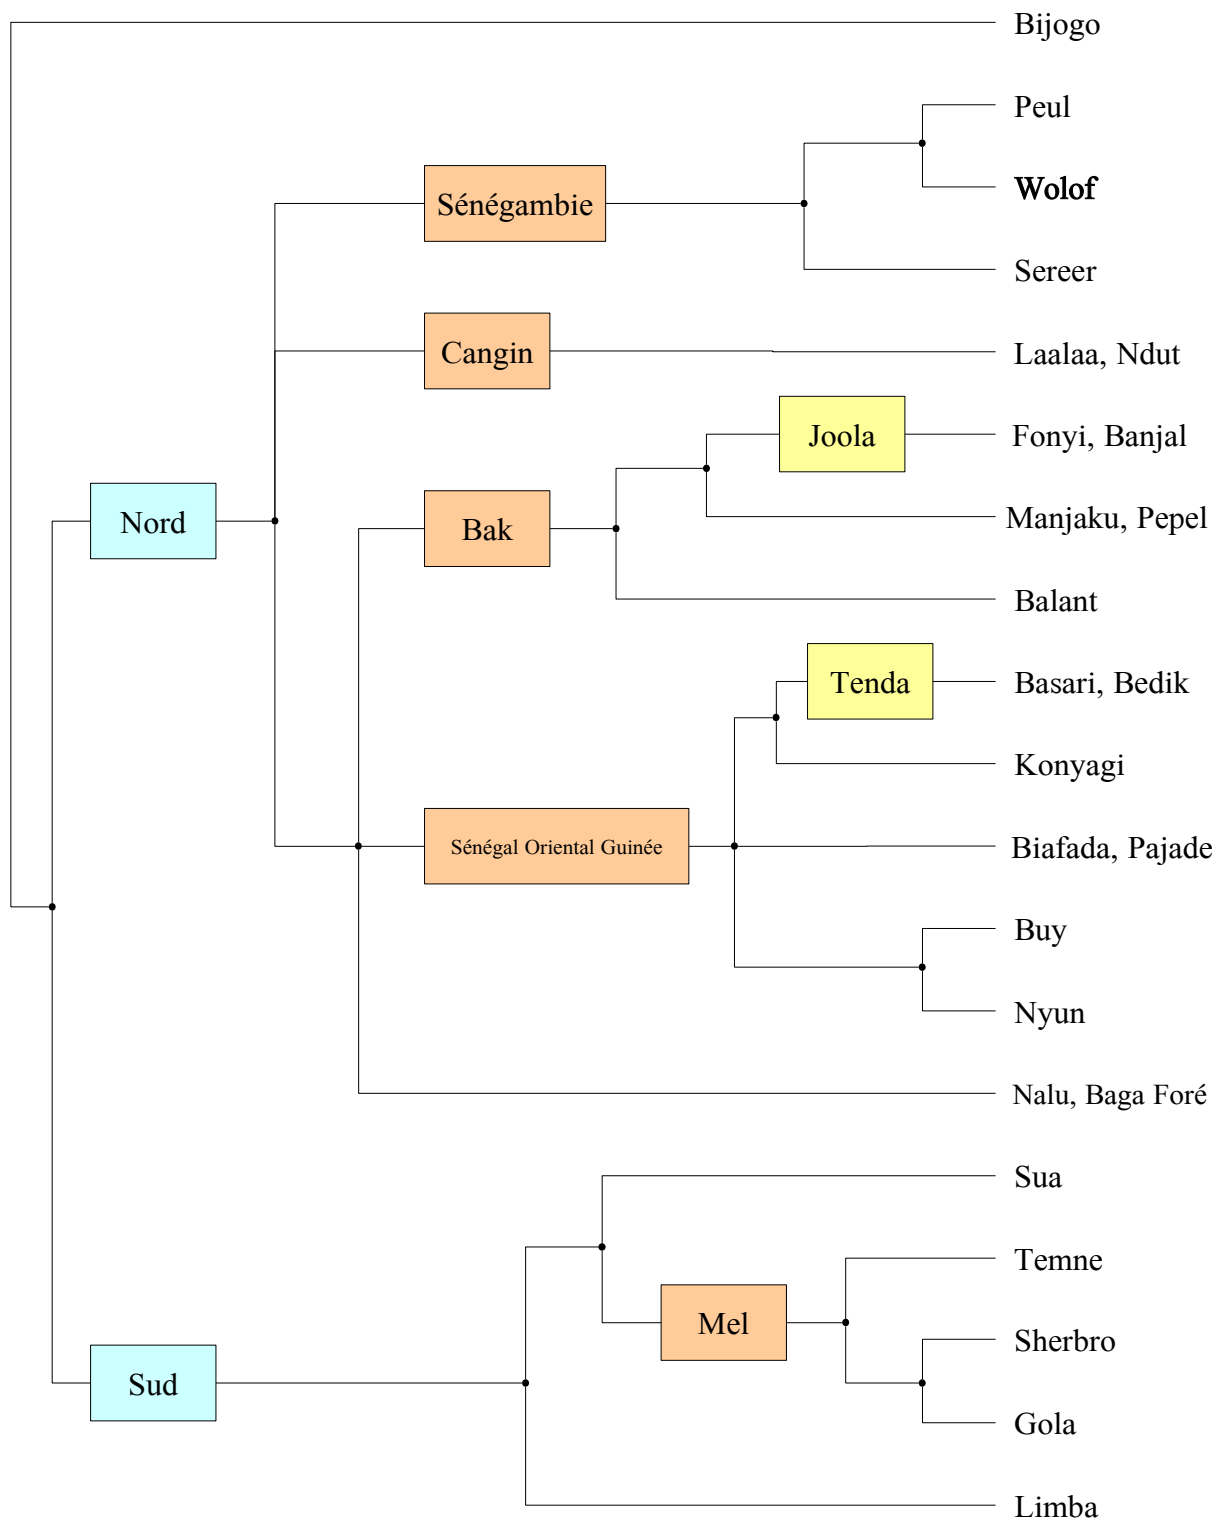 Bijogo
Peul
Wolof
Sénégambie
Sereer
Cangin
Laalaa, Ndut
Joola
Fonyi, Banjal
Nord
Bak
Manjaku, Pepel
Balant
Tenda
Basari, Bedik
Konyagi
Sénégal Oriental Guinée
Biafada, Pajade
Buy
Nyun
Nalu, Baga Foré
Sua
Temne
Mel
Sherbro
Sud
Gola
Limba